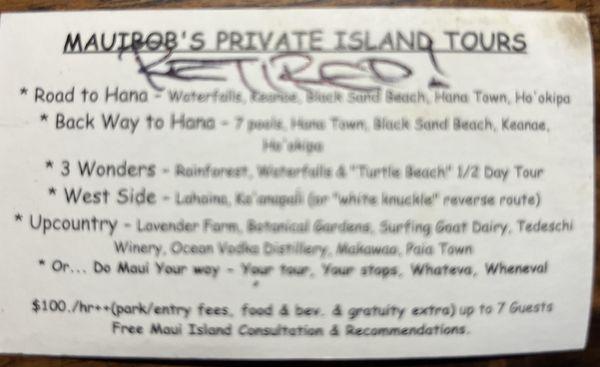 MAUIBOB'S PRIVATE ISLAND TOURS
RETIRED!
* Road to Hana - Waterfalls, Keanae, Black Sand Beach, Hana Town, Ho'okipa
* Back Way to Hana - 7 pools, Hana Town, Black Sand Beach, Keanae,
Ho'okipa
* 3 Wonders - Rainforest, Waterfalls & "Turtle Beach" 1/2 Day Tour
* West Side - Lahaina, Ka'anapali (or "white knuckle" reverse route)
* Upcountry - Lavender Farm, Botanical Gardens, Surfing Goat Dairy, Tedeschi
Winery, Ocean Vodka Distillery, Makawao, Paia Town
* Or... Do Maui Your way - Your tour, Your stops, Whateva, Wheneval
$100./hr++(park/entry fees, food & bev. & gratuity extra) up to 7 Guests
Free Maui Island Consultation & Recommendations.